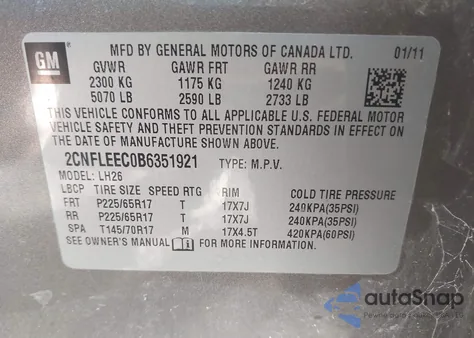 GM
MFD BY GENERAL MOTORS OF CANADA LTD. 01/11
GVWR GAWR FRT GAWR RR
2300 KG 1175 KG 1240 KG
5070 LB 2590 LB 2733 LB
THIS VEHICLE CONFORMS TO ALL APPLICABLE U.S. FEDERAL MOTOR
VEHICLE SAFETY AND THEFT PREVENTION STANDARDS IN EFFECT ON
THE DATE OF MANUFACTURE SHOWN ABOVE.
2CNFLEEC0B6351921 TYPE: M.P.V.
MODEL: LH26
LBCP TIRE SIZE SPEED RTG RIM COLD TIRE PRESSURE
FRT P225/65R17 T 17X7J 240KPA(35PSI)
RR P225/65R17 T 17X7J 240KPA(35PSI)
SPA T145/70R17 M 17X4.5T 420KPA(60PSI)
SEE OWNER'S MANUAL FOR MORE INFORMATION.
autoSnap